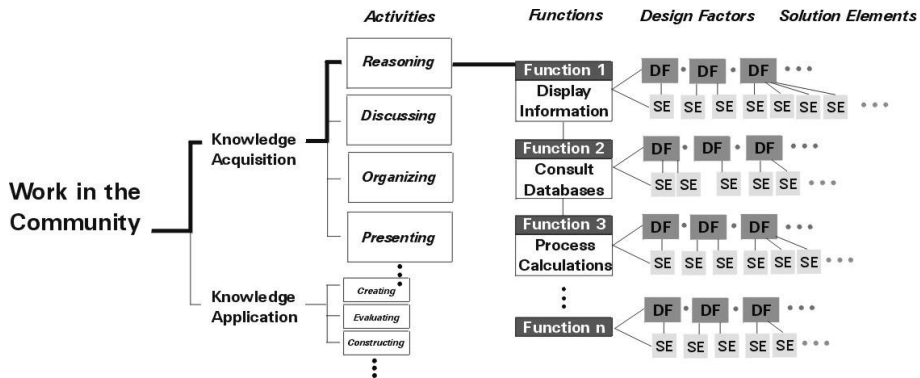 Activities Functions Design Factors Solution Elements
Reasoning
Discussing
Organizing
Presenting
Knowledge
Acquisition
Work in the
Community
Knowledge
Application
Creating
Evaluating
Constructing
Function 1
Display
Information
DF DF DF
SE SE SE SE SE SE SE
Function 2
Consult
Databases
DF DF DF
SE SE SE SE SE
Function 3
Process
Calculations
DF DF DF
SE SE SE SE SE SE
Function n
DF DF DF
SE SE SE SE SE